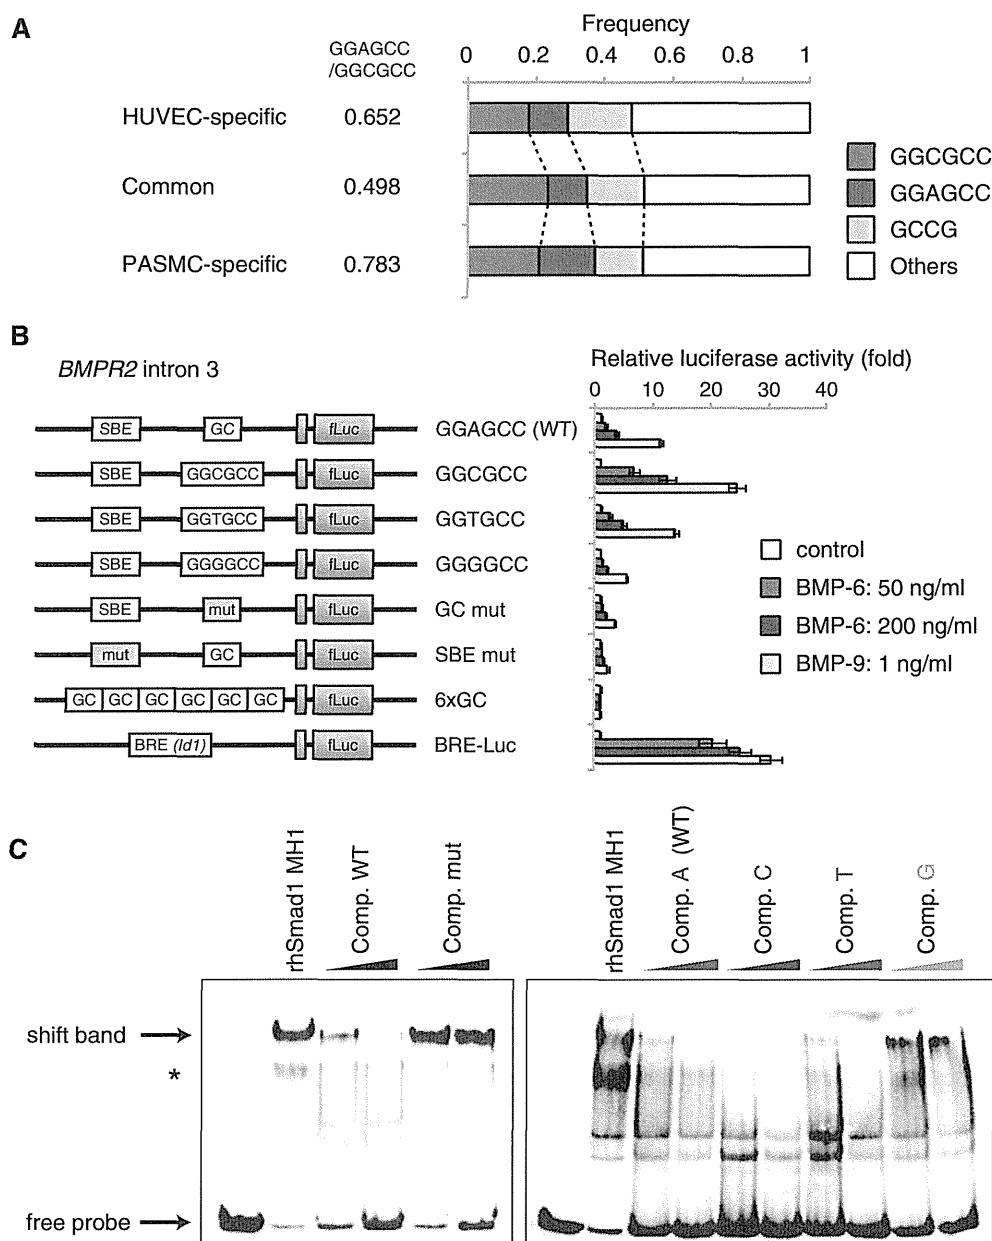 A
GGAGCC
/GGCGCC
Frequency
0 0.2 0.4 0.6 0.8 1
HUVEC-specific 0.652
Common 0.498
PASMC-specific 0.783
GGCGCC
GGAGCC
GCCG
Others
B
BMPR2 intron 3
Relative luciferase activity (fold)
0 10 20 30 40
SBE GC fLuc GGAGCC (WT)
SBE GGCGCC fLuc GGCGCC
SBE GGTGCC fLuc GGTGCC
SBE GGGGCC fLuc GGGGCC
SBE mut fLuc GC mut
mut GC fLuc SBE mut
GC GC GC GC GC GC fLuc 6xGC
BRE (Id1) fLuc BRE-Luc
control
BMP-6: 50 ng/ml
BMP-6: 200 ng/ml
BMP-9: 1 ng/ml
C
rhSmad1 MH1
Comp. WT
Comp. mut
rhSmad1 MH1
Comp. A (WT)
Comp. C
Comp. T
Comp. G
shift band
*
free probe